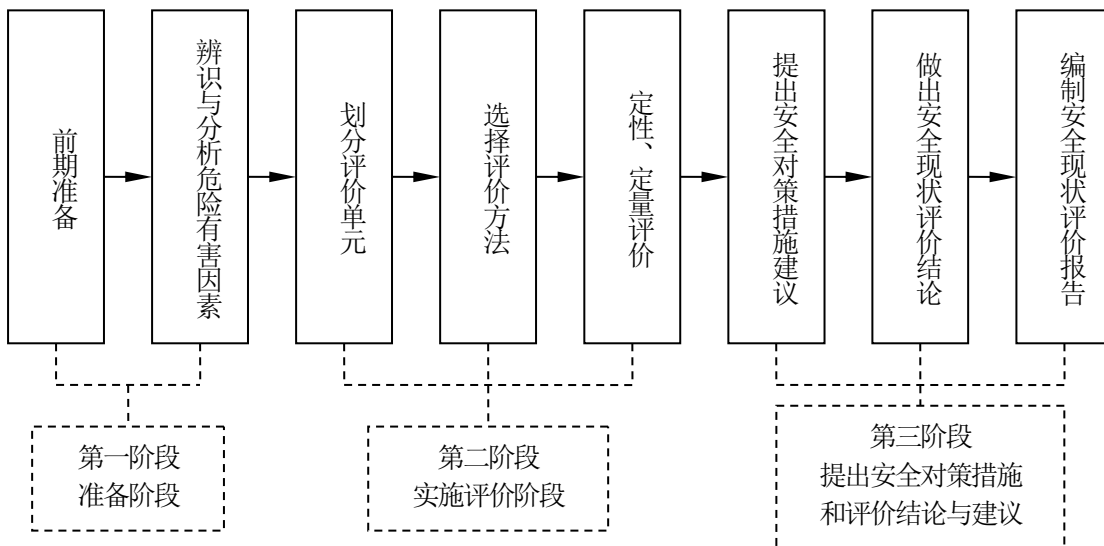 前期准备
辨识与分析危险有害因素
划分评价单元
选择评价方法
定性、定量评价
提出安全对策措施建议
做出安全现状评价结论
编制安全现状评价报告
第一阶段
准备阶段
第二阶段
实施评价阶段
第三阶段
提出安全对策措施
和评价结论与建议